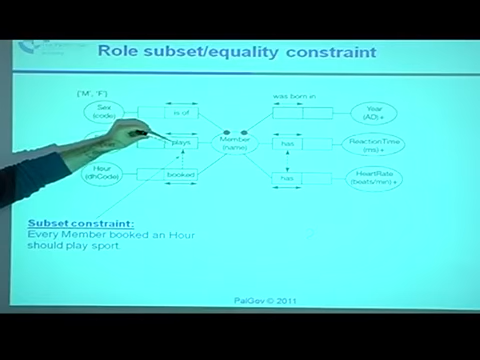 Role subset/equality constraint
{'M', 'F'}
was born in
Sex
(code)
is of
Year
(AD)+
plays
Member
(name)
has
ReactionTime
(ms)+
Hour
(dhCode)
booked
has
HeartRate
(beats/min)+
Subset constraint:
Every Member booked an Hour
should play sport
PalGov © 2011